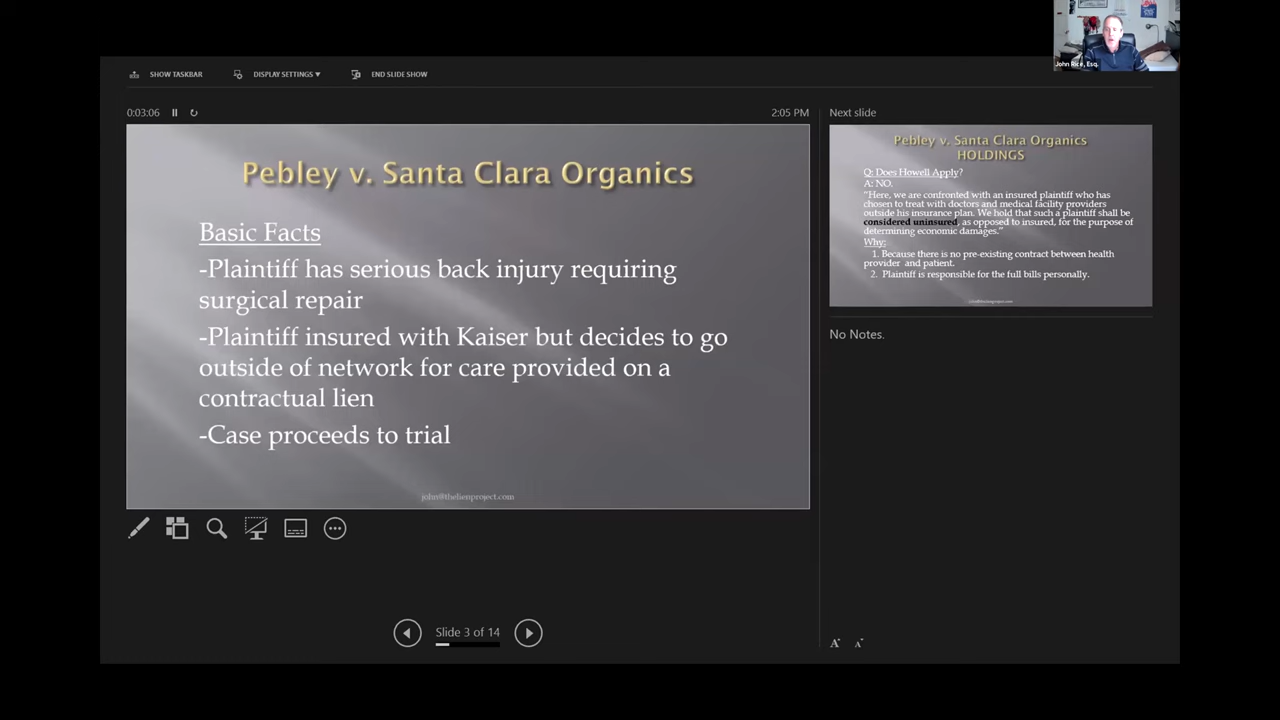 John Rice, Esq.
SHOW TASKBAR
DISPLAY SETTINGS ▼
END SLIDE SHOW
0:03:06
2:05 PM
Pebley v. Santa Clara Organics
Basic Facts
-Plaintiff has serious back injury requiring
surgical repair
-Plaintiff insured with Kaiser but decides to go
outside of network for care provided on a
contractual lien
-Case proceeds to trial
john@thelienproject.com
Slide 3 of 14
Next slide
Pebley v. Santa Clara Organics
HOLDINGS
Q: Does Howell Apply?
A: NO.
“Here, we are confronted with an insured plaintiff who has
chosen to treat with doctors and medical facility providers
outside his insurance plan. We hold that such a plaintiff shall be
considered uninsured, as opposed to insured, for the purpose of
determining economic damages.”
Why:
1. Because there is no pre-existing contract between health
provider and patient.
2. Plaintiff is responsible for the full bills personally.
john@thelienproject.com
No Notes.
A A